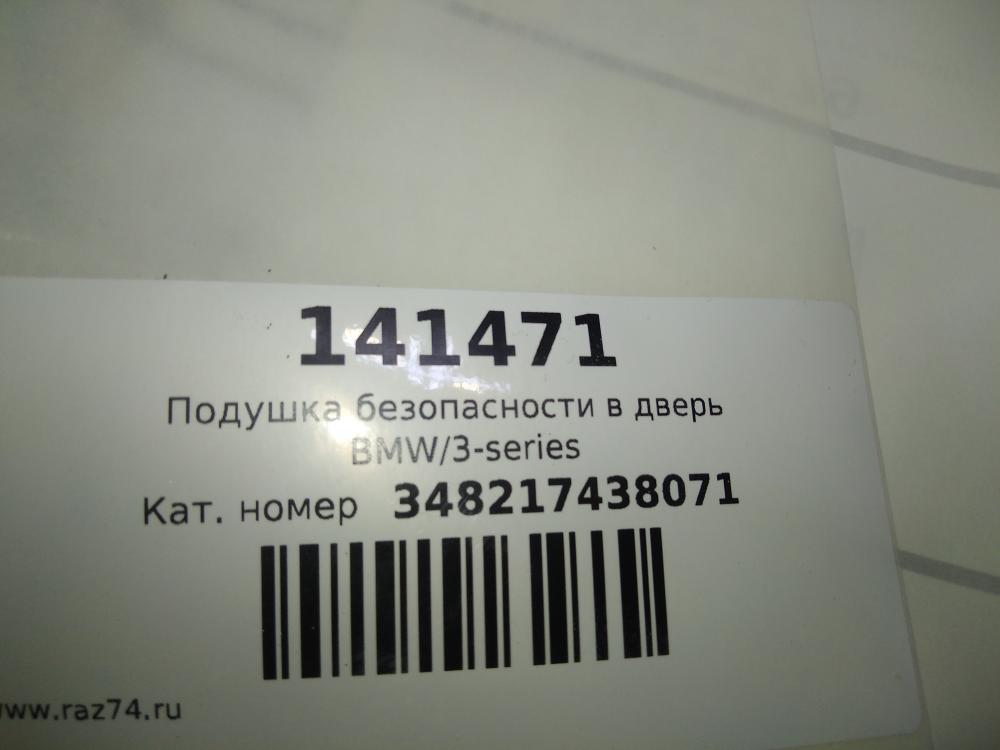 141471
Подушка безопасности в дверь
BMW/3-series
Кат. номер 348217438071
www.raz74.ru